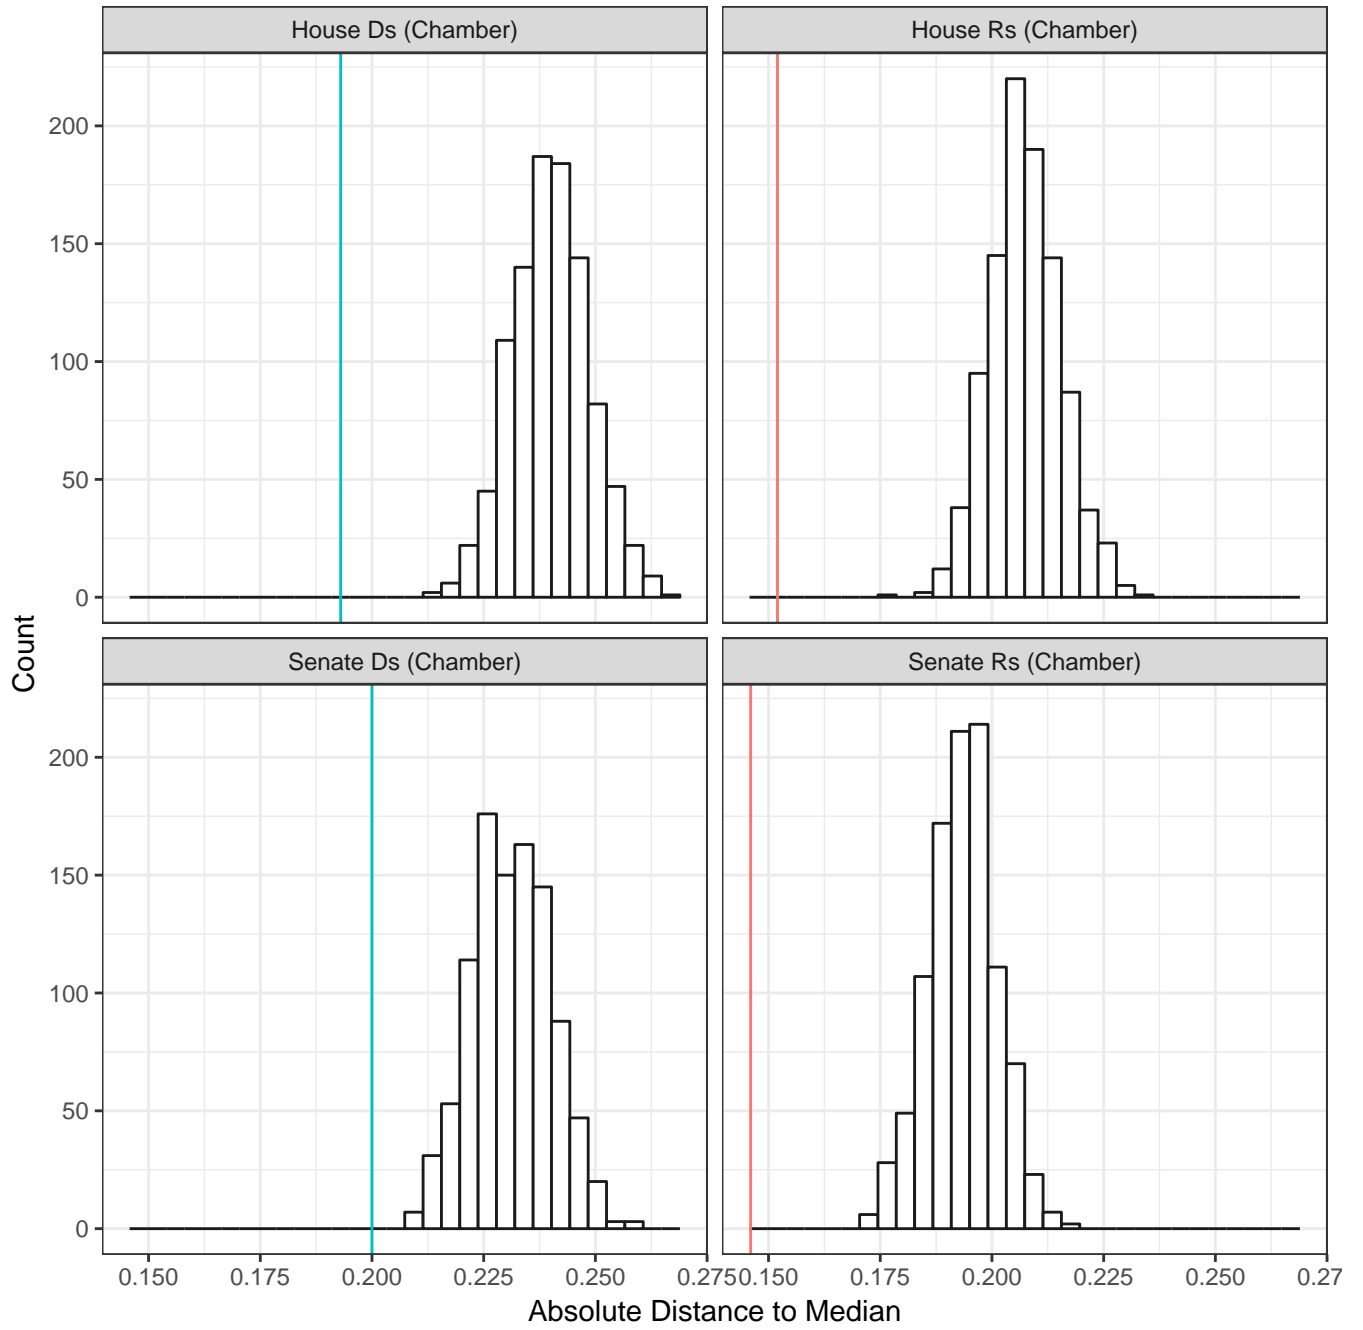 House Ds (Chamber)
House Rs (Chamber)
200
150
100
50
0
Senate Ds (Chamber)
Senate Rs (Chamber)
200
150
100
50
0
Count
0.150 0.175 0.200 0.225 0.250 0.275
0.150 0.175 0.200 0.225 0.250 0.27
Absolute Distance to Median